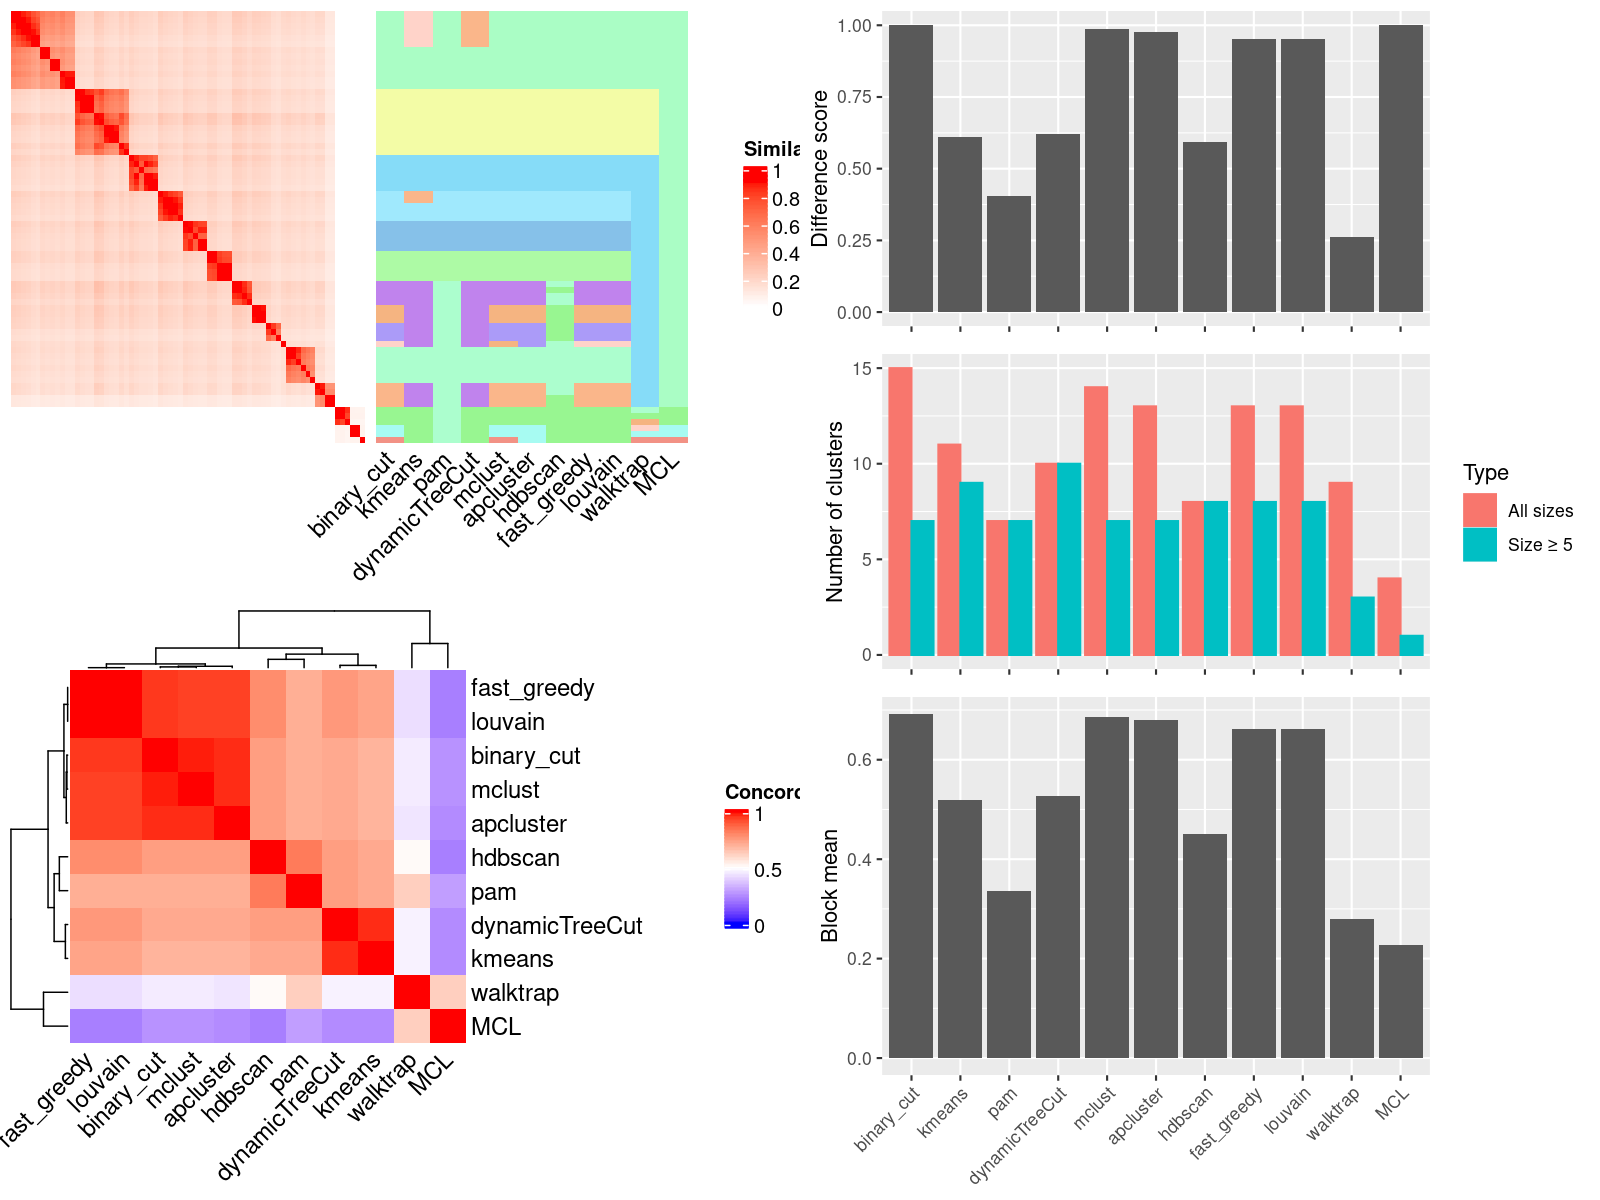 Simila
1
0.8
0.6
0.4
0.2
0
binary_cut
kmeans
pam
dynamicTreeCut
mclust
apcluster
hdbscan
fast_greedy
louvain
walktrap
MCL
fast_greedy
louvain
binary_cut
mclust
apcluster
hdbscan
pam
dynamicTreeCut
kmeans
walktrap
MCL
Concord
1
0.5
0
fast_greedy
louvain
binary_cut
mclust
apcluster
hdbscan
pam
dynamicTreeCut
kmeans
walktrap
MCL
Difference score
1.00
0.75
0.50
0.25
0.00
Number of clusters
15
10
5
0
Type
All sizes
Size ≥ 5
Block mean
0.6
0.4
0.2
0.0
binary_cut
kmeans
pam
dynamicTreeCut
mclust
apcluster
hdbscan
fast_greedy
louvain
walktrap
MCL